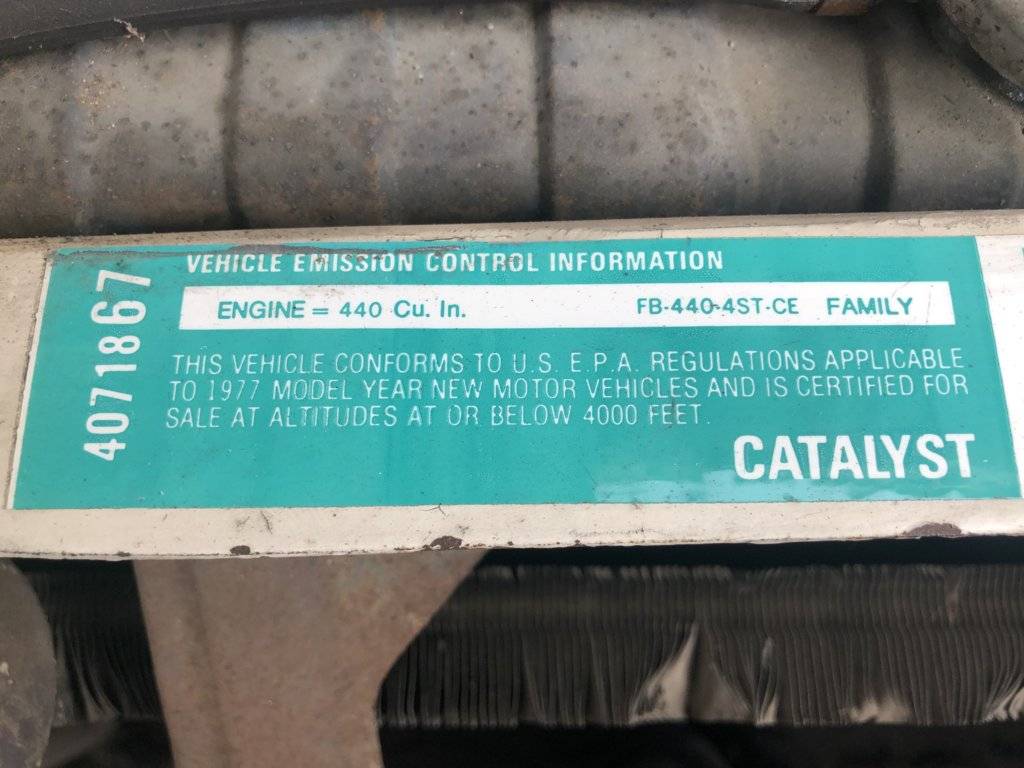 VEHICLE EMISSION CONTROL INFORMATION
ENGINE = 440 Cu. In. FB-440-4ST-CE FAMILY
THIS VEHICLE CONFORMS TO U.S. E.P.A. REGULATIONS APPLICABLE
TO 1977 MODEL YEAR NEW MOTOR VEHICLES AND IS CERTIFIED FOR
SALE AT ALTITUDES AT OR BELOW 4000 FEET.
CATALYST
4071867